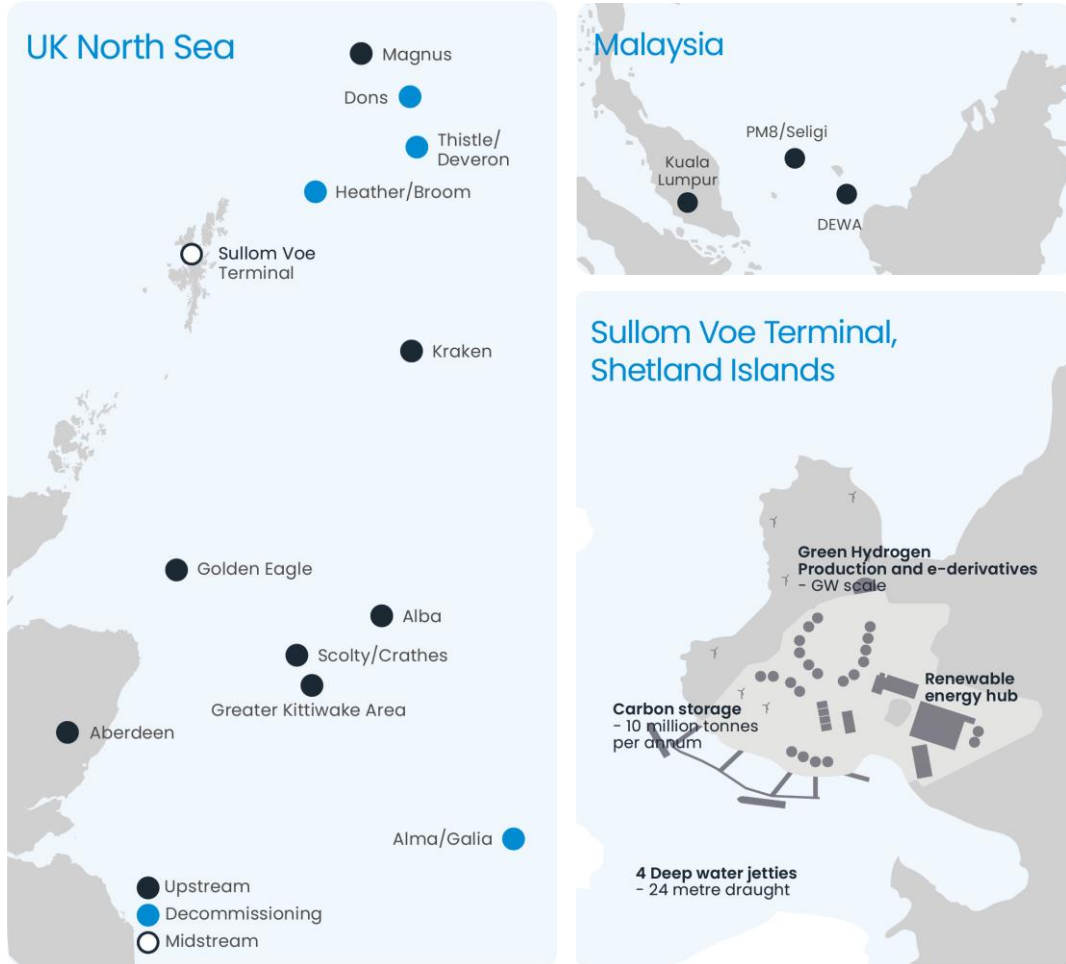 UK North Sea
Magnus
Dons
Thistle/
Deveron
Heather/Broom
Sullom Voe
Terminal
Kraken
Golden Eagle
Alba
Scolty/Crathes
Greater Kittiwake Area
Aberdeen
Alma/Galia
Upstream
Decommissioning
Midstream
Malaysia
PM8/Seligi
Kuala
Lumpur
DEWA
Sullom Voe Terminal,
Shetland Islands
Green Hydrogen
Production and e-derivatives
- GW scale
Renewable
energy hub
Carbon storage
- 10 million tonnes
per annum
4 Deep water jetties
- 24 metre draught